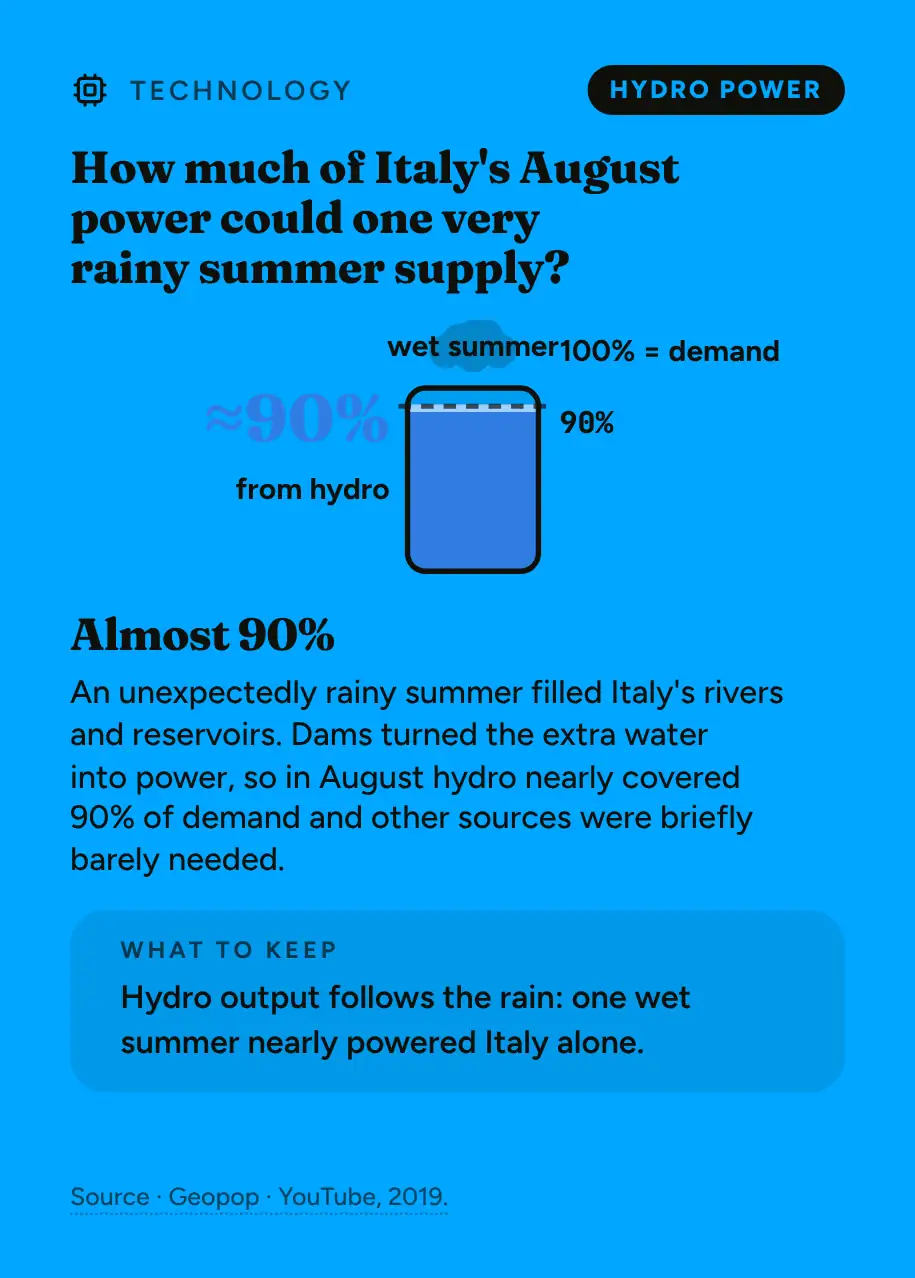 TECHNOLOGY
HYDRO POWER
How much of Italy's August
power could one very
rainy summer supply?
wet summer
100% = demand
≈90%
90%
from hydro
Almost 90%
An unexpectedly rainy summer filled Italy's rivers
and reservoirs. Dams turned the extra water
into power, so in August hydro nearly covered
90% of demand and other sources were briefly
barely needed.
WHAT TO KEEP
Hydro output follows the rain: one wet
summer nearly powered Italy alone.
Source · Geopop · YouTube, 2019.